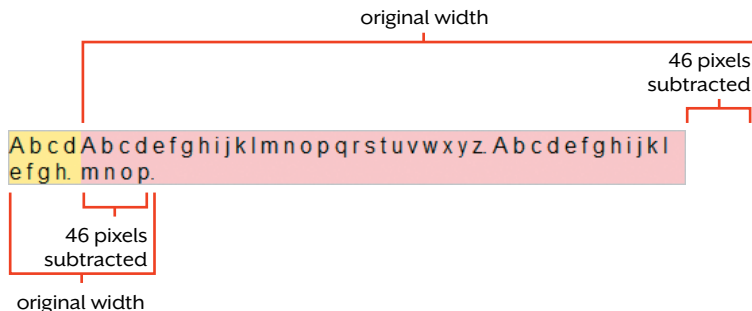 original width
46 pixels
subtracted
A b c d A b c d e f g h i j k l m n o p q r s t u v w x y z. A b c d e f g h i j k l
e f g h. m n o p.
46 pixels
subtracted
original width